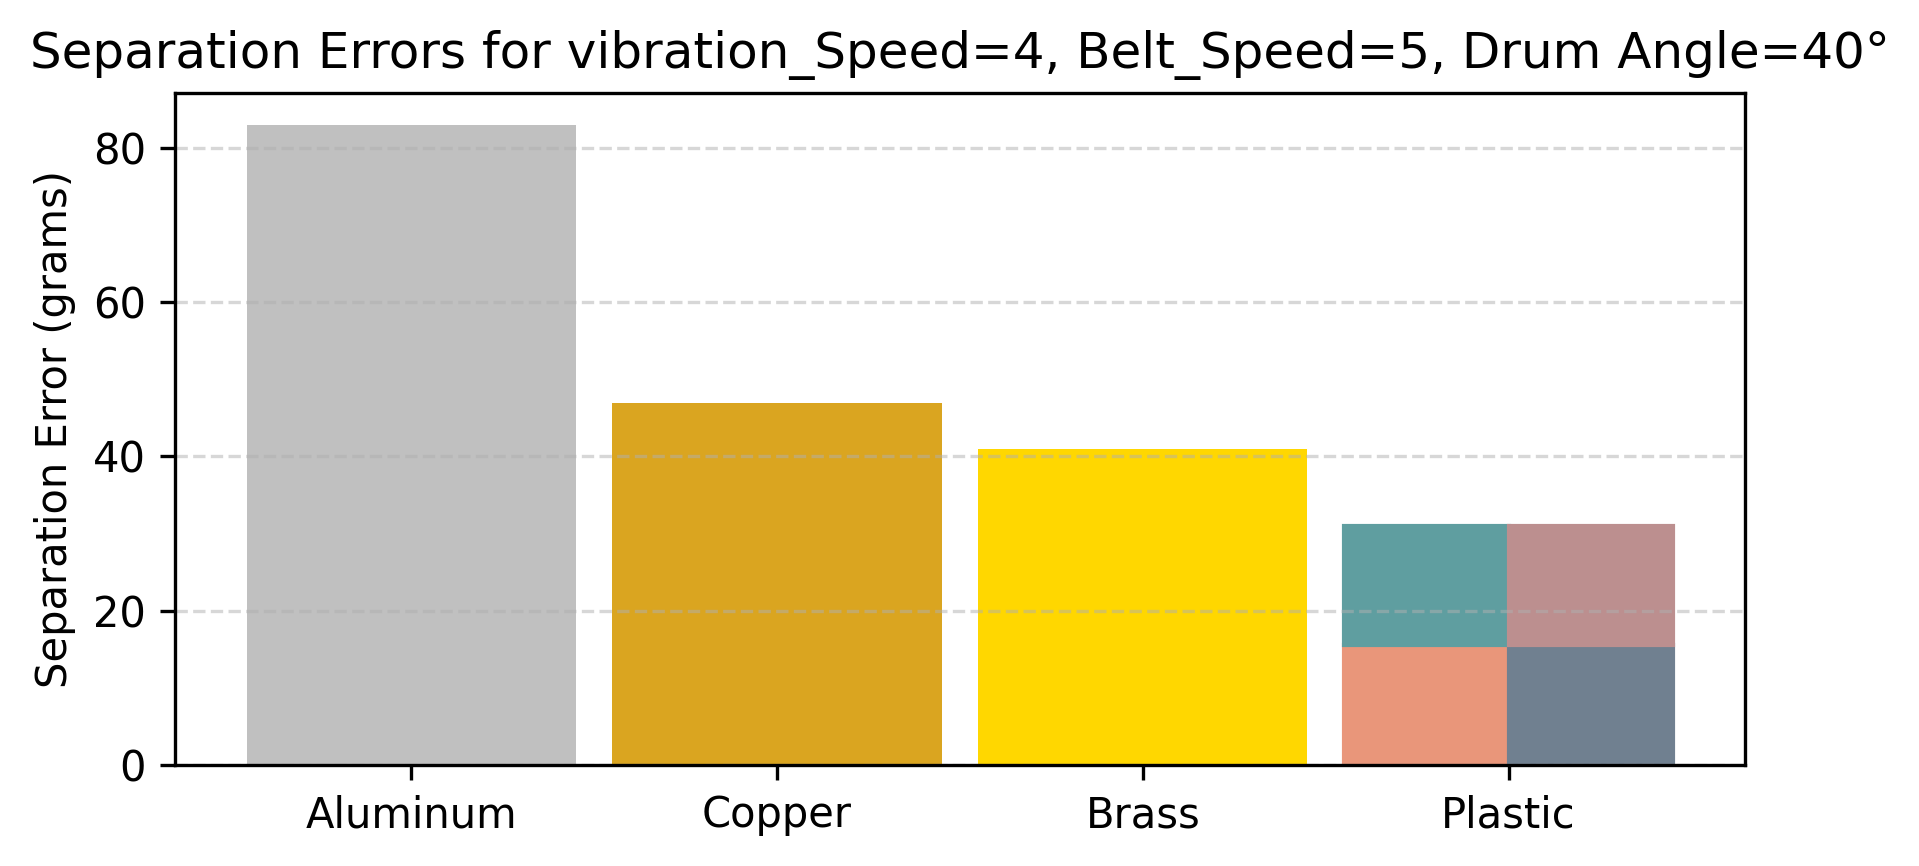 Separation Errors for vibration_Speed=4, Belt_Speed=5, Drum Angle=40°
Separation Error (grams)
80
60
40
20
0
Aluminum
Copper
Brass
Plastic